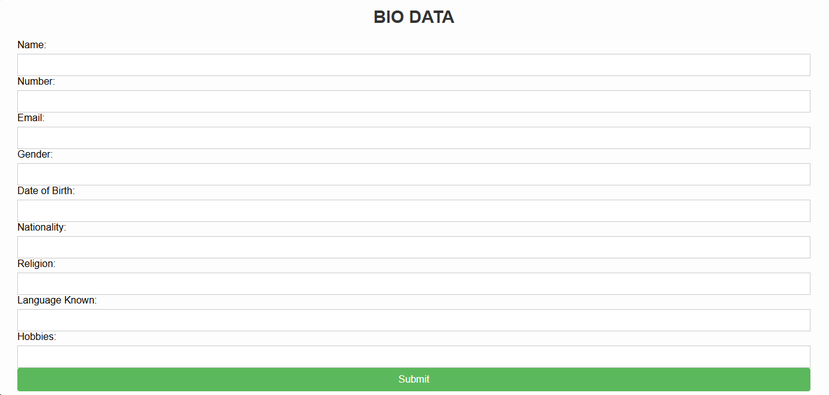 BIO DATA
Name:
Number:
Email:
Gender:
Date of Birth:
Nationality:
Religion:
Language Known:
Hobbies:
Submit